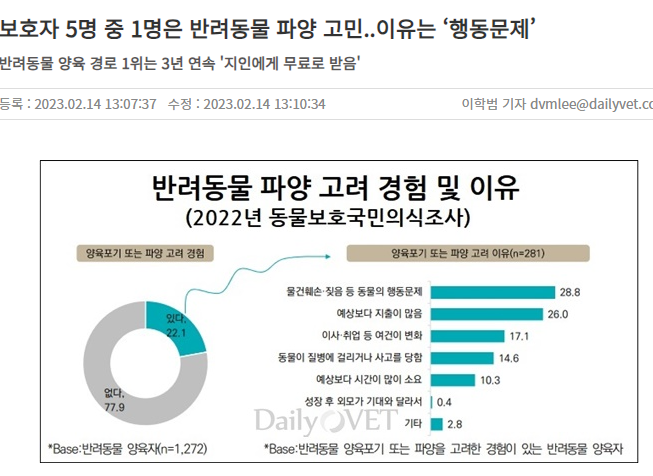 보호자 5명 중 1명은 반려동물 파양 고민..이유는 ‘행동문제’
반려동물 양육 경로 1위는 3년 연속 '지인에게 무료로 받음'
등록 : 2023.02.14 13:07:37 수정 : 2023.02.14 13:10:34 이학범 기자 dvmlee@dailyvet.co
반려동물 파양 고려 경험 및 이유
(2022년 동물보호국민의식조사)
양육포기 또는 파양 고려 경험
양육포기 또는 파양 고려 이유(n=281)
있다,
22.1
없다,
77.9
물건훼손·짖음 등 동물의 행동문제 28.8
예상보다 지출이 많음 26.0
이사·취업 등 여건이 변화 17.1
동물이 질병에 걸리거나 사고를 당함 14.6
예상보다 시간이 많이 소요 10.3
성장 후 외모가 기대와 달라서 0.4
기타 2.8
Daily VET
*Base:반려동물 양육자(n=1,272)
*Base:반려동물 양육포기 또는 파양을 고려한 경험이 있는 반려동물 양육자